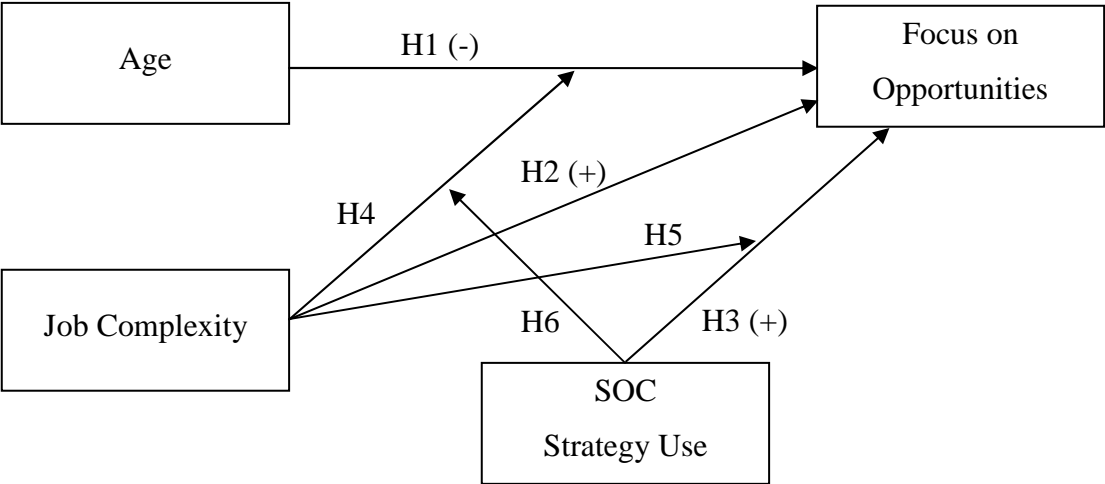 Age
H1 (-)
Focus on
Opportunities
H2 (+)
H4
H5
Job Complexity
H6
H3 (+)
SOC
Strategy Use